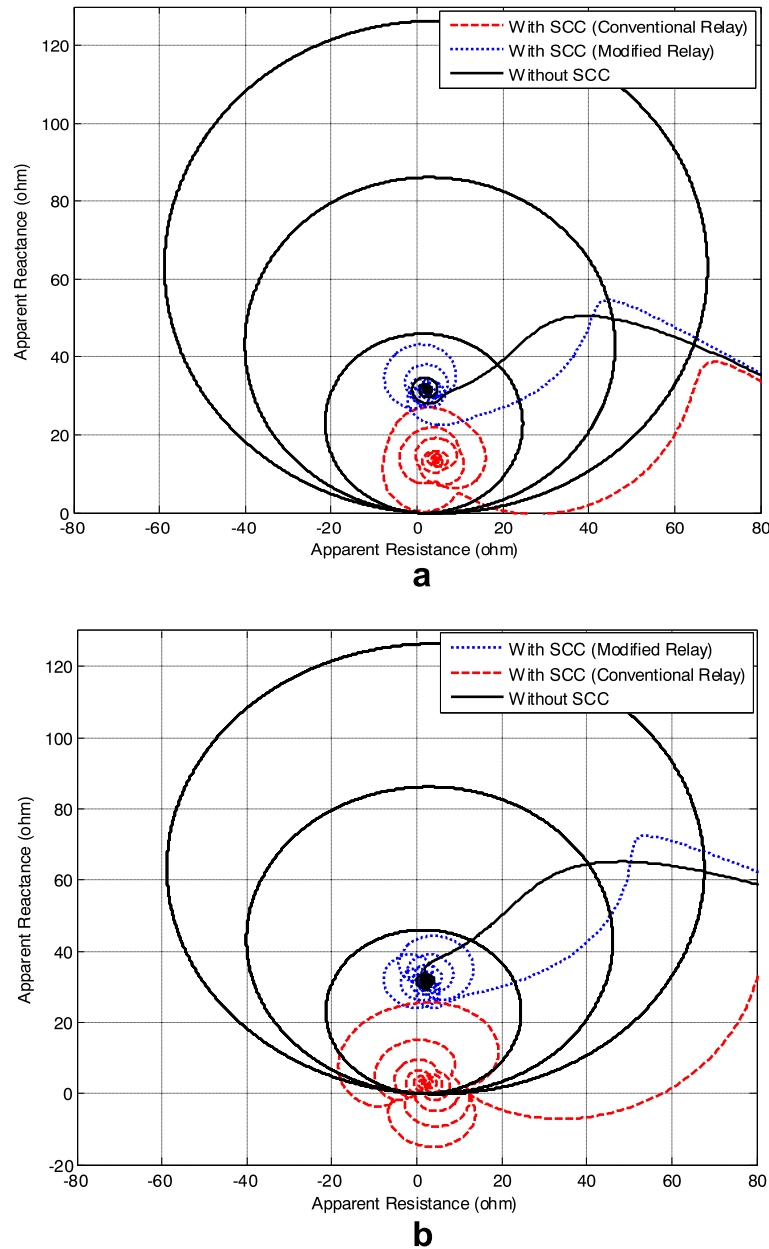 With SCC (Conventional Relay)
With SCC (Modified Relay)
Without SCC
120
100
80
60
40
20
0
Apparent Reactance (ohm)
-80
-60
-40
-20
0
20
40
60
80
Apparent Resistance (ohm)
a
With SCC (Modified Relay)
With SCC (Conventional Relay)
Without SCC
120
100
80
60
40
20
0
-20
Apparent Reactance (ohm)
-80
-60
-40
-20
0
20
40
60
80
Apparent Resistance (ohm)
b